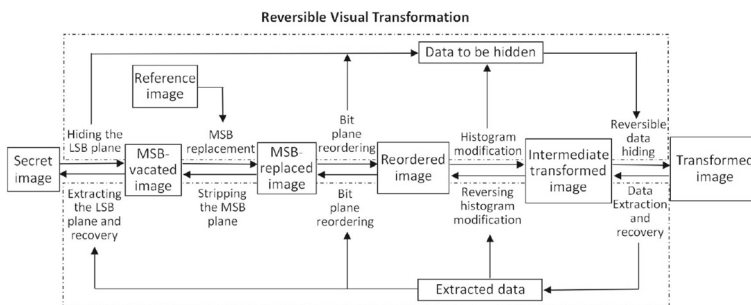 Reversible Visual Transformation
Data to be hidden
Reference
image
Hiding the
LSB plane
MSB
replacement
Bit
plane
reordering
Histogram
modification
Reversible
data
hiding
Secret
image
MSB-
vacated
image
MSB-
replaced
image
Reordered
image
Intermediate
transformed
image
Transformed
image
Extracting
the LSB
plane and
recovery
Stripping
the MSB
plane
Bit
plane
reordering
Reversing
histogram
modification
Data
Extraction
and
recovery
Extracted data